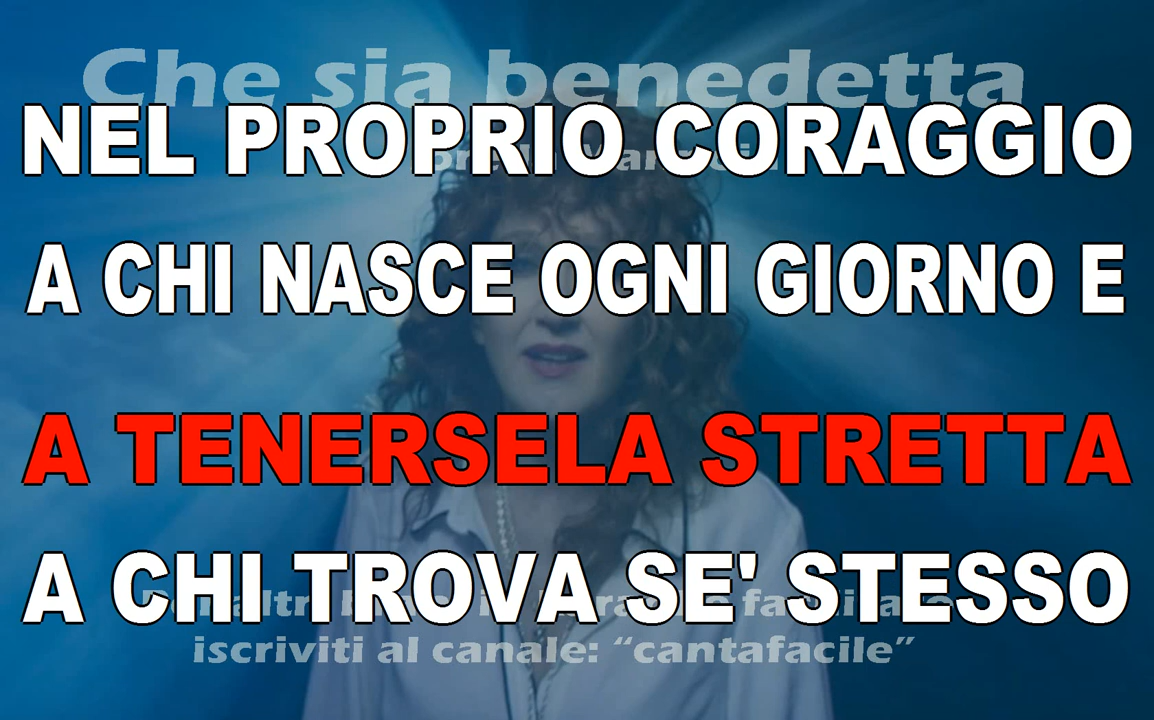 Che sia benedetta
NEL PROPRIO CORAGGIO
A CHI NASCE OGNI GIORNO E
A TENERSELA STRETTA
A CHI TROVA SE' STESSO
iscriviti al canale: “cantafacile”